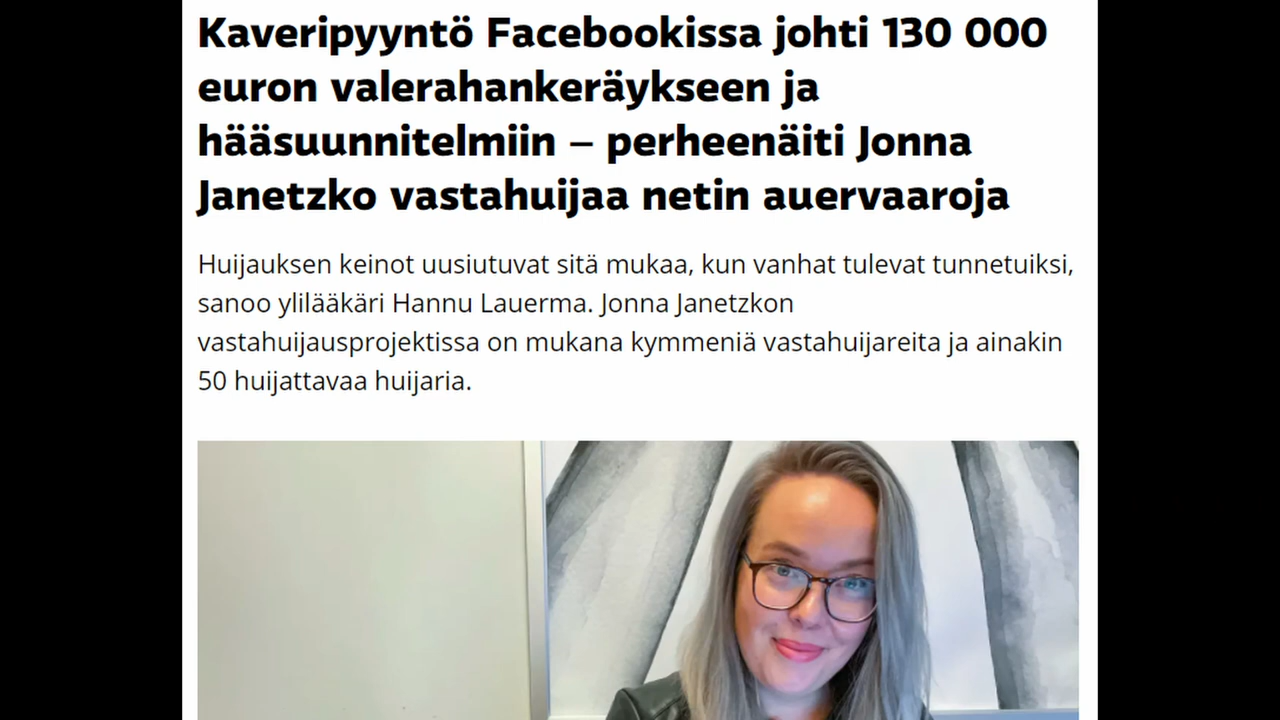 Kaveripyyntö Facebookissa johti 130 000
euron valerahankeräykseen ja
hääsuunnitelmiin – perheenäiti Jonna
Janetzko vastahuijaa netin auervaaroja
Huijauksen keinot uusiutuvat sitä mukaa, kun vanhat tulevat tunnetuiksi,
sanoo ylilääkäri Hannu Lauerma. Jonna Janetzkon
vastahuijausprojektissa on mukana kymmeniä vastahuijareita ja ainakin
50 huijattavaa huijaria.